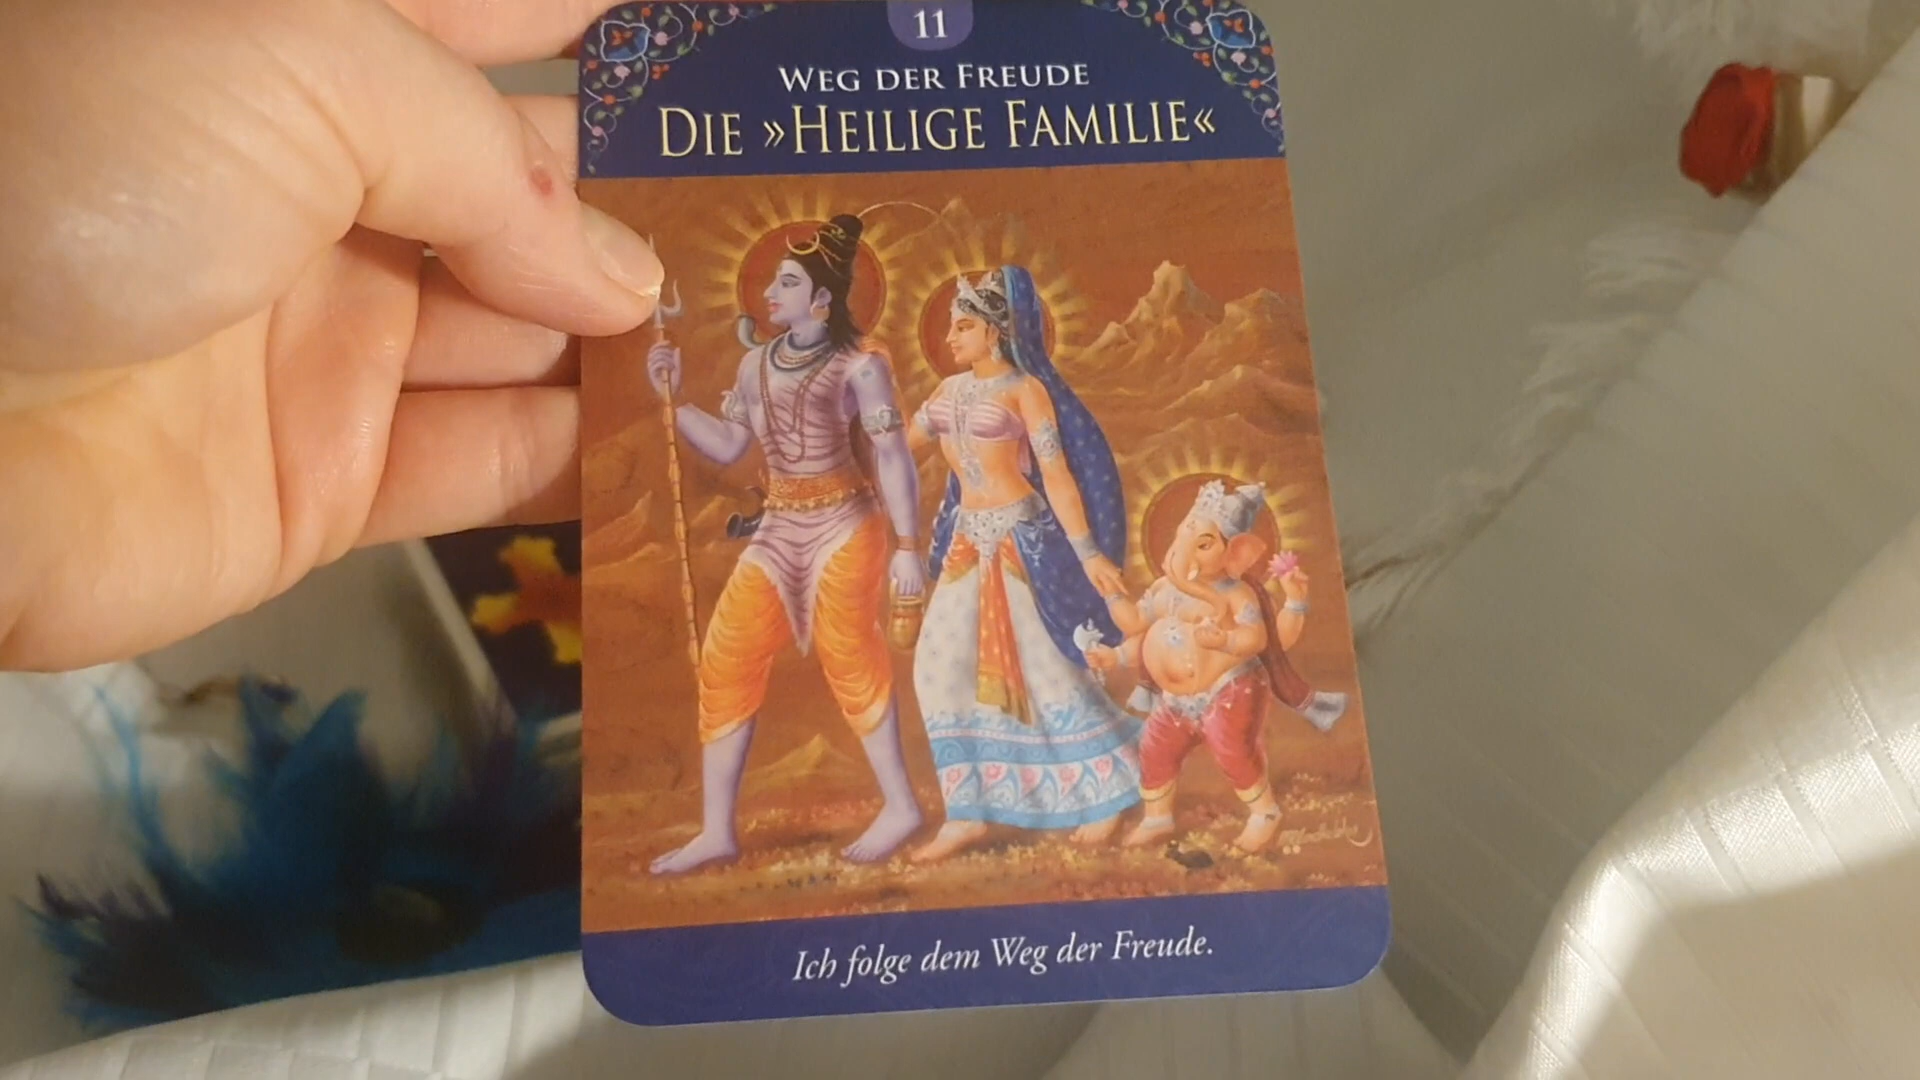 11
WEG DER FREUDE
DIE »HEILIGE FAMILIE«
Ich folge dem Weg der Freude.